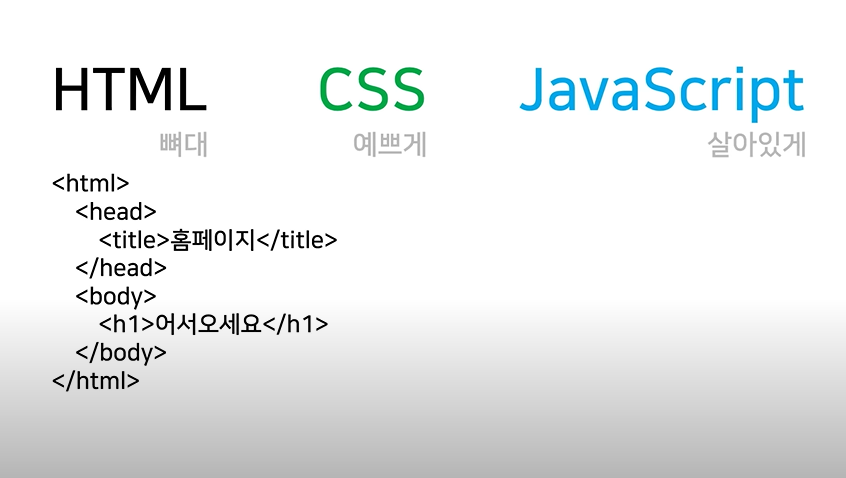 HTML CSS JavaScript
뼈대 예쁘게 살아있게
<html>
<head>
<title>홈페이지</title>
</head>
<body>
<h1>어서오세요</h1>
</body>
</html>